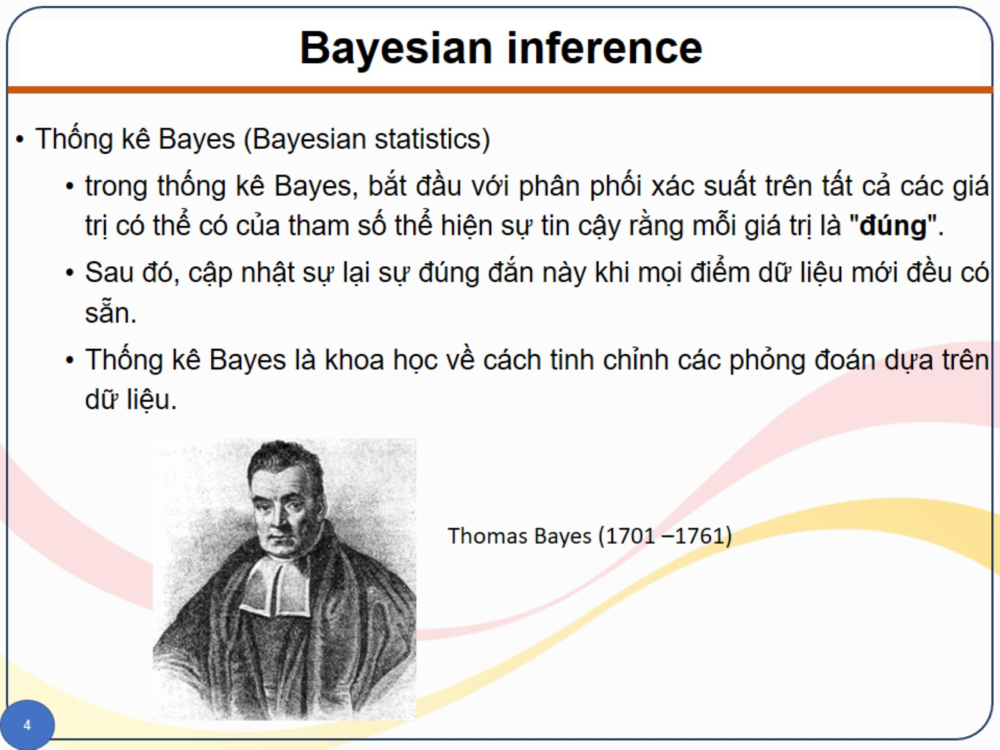 Bayesian inference
• Thống kê Bayes (Bayesian statistics)
• trong thống kê Bayes, bắt đầu với phân phối xác suất trên tất cả các giá
trị có thể có của tham số thể hiện sự tin cậy rằng mỗi giá trị là "đúng".
• Sau đó, cập nhật sự lại sự đúng đắn này khi mọi điểm dữ liệu mới đều có
sẵn.
• Thống kê Bayes là khoa học về cách tinh chỉnh các phỏng đoán dựa trên
dữ liệu.
Thomas Bayes (1701 –1761)
4